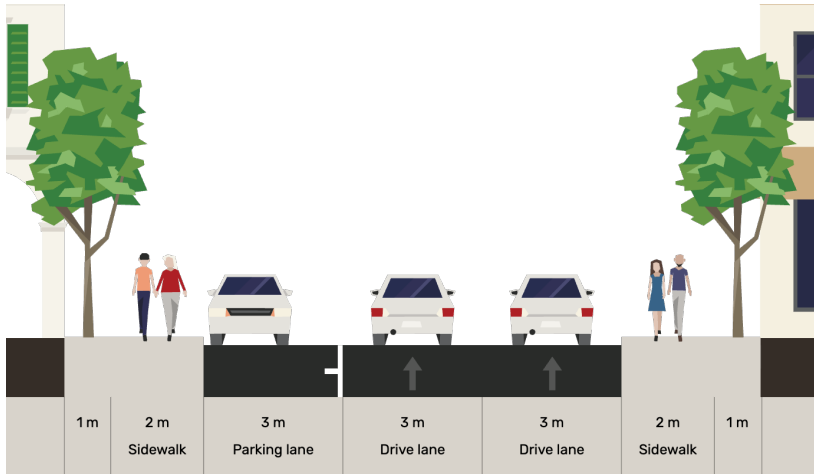 1 m
2 m
Sidewalk
3 m
Parking lane
3 m
Drive lane
3 m
Drive lane
2 m
Sidewalk
1 m